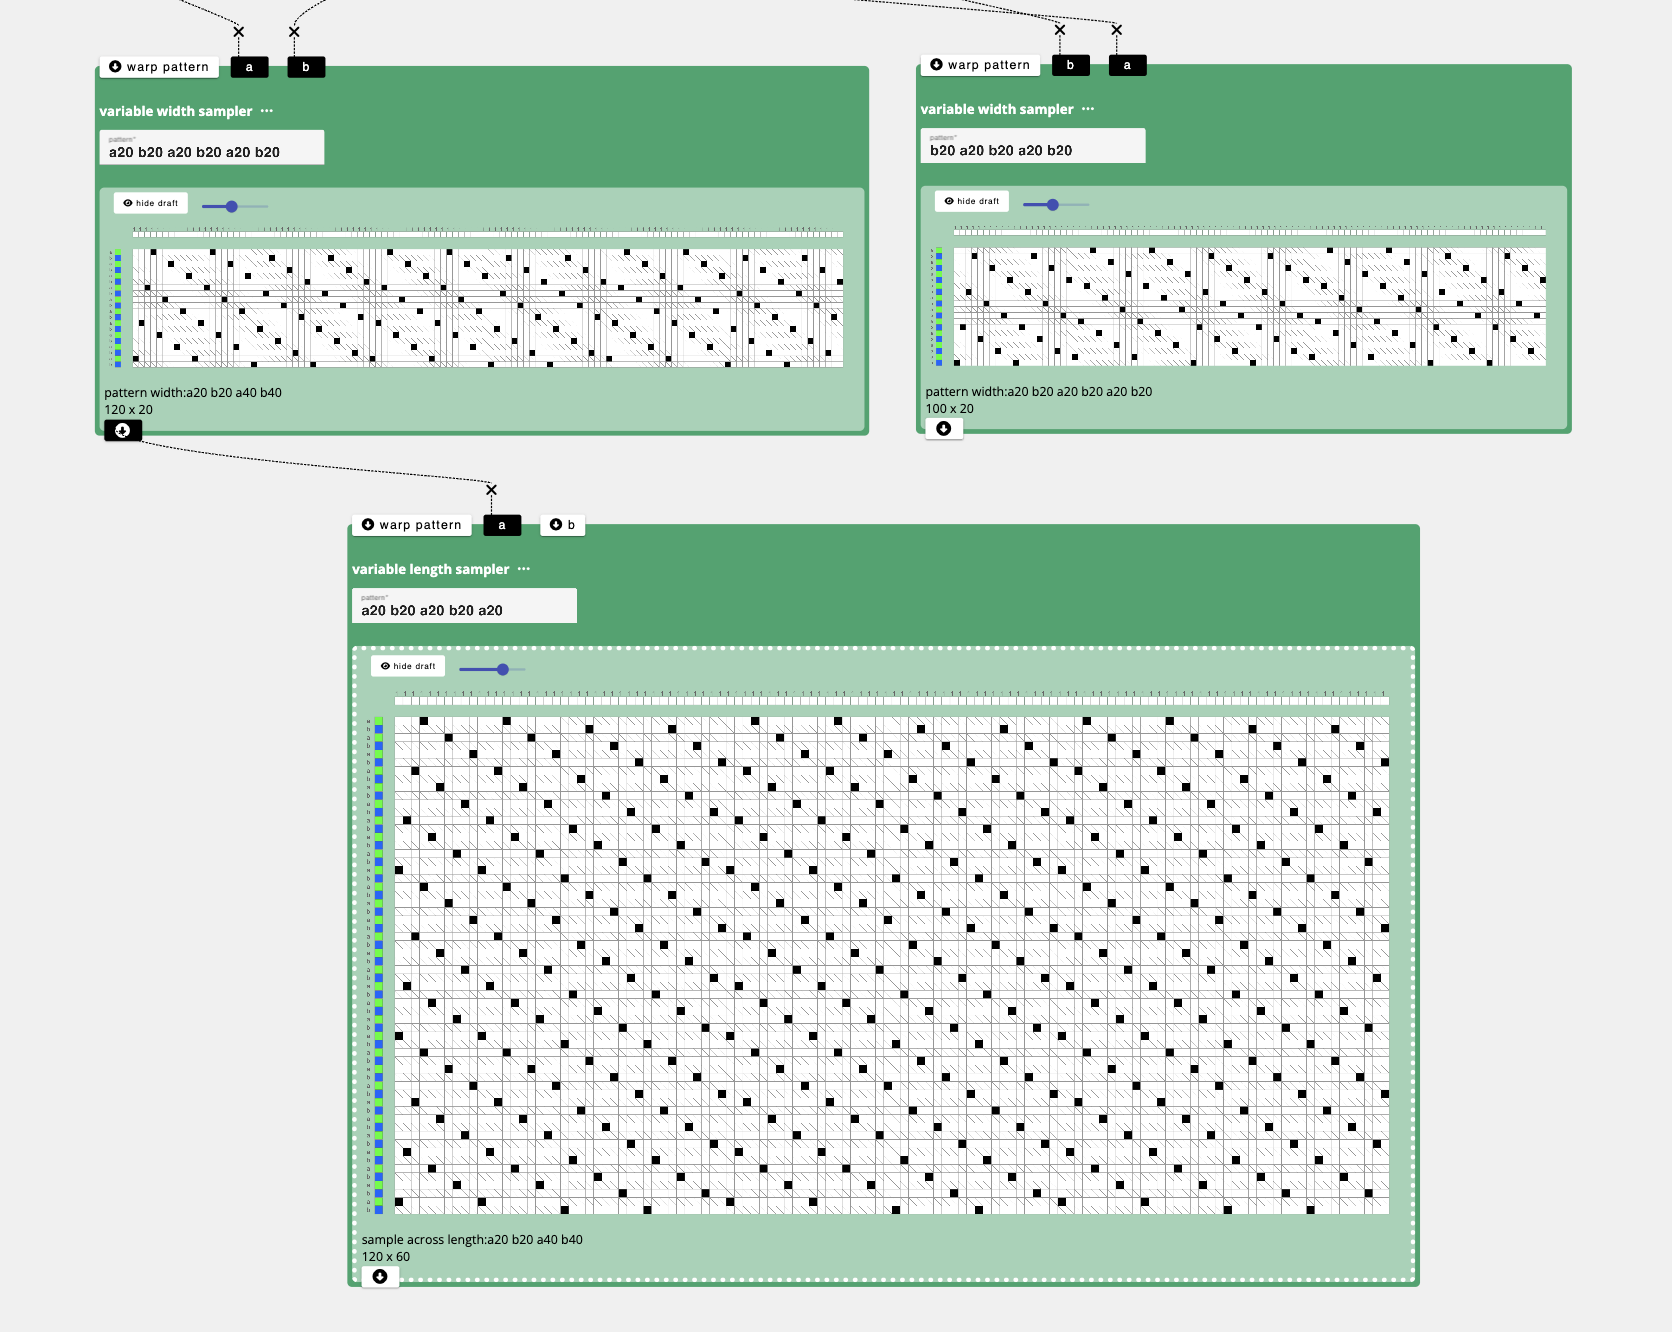 warp pattern a b
warp pattern b a
variable width sampler ...
pattern*
a20 b20 a20 b20 a20 b20
hide draft
pattern width:a20 b20 a40 b40
120 x 20
variable width sampler ...
pattern*
b20 a20 b20 a20 b20
hide draft
pattern width:a20 b20 a20 b20 a20 b20
100 x 20
warp pattern a b
variable length sampler ...
pattern*
a20 b20 a20 b20 a20
hide draft
sample across length:a20 b20 a40 b40
120 x 60